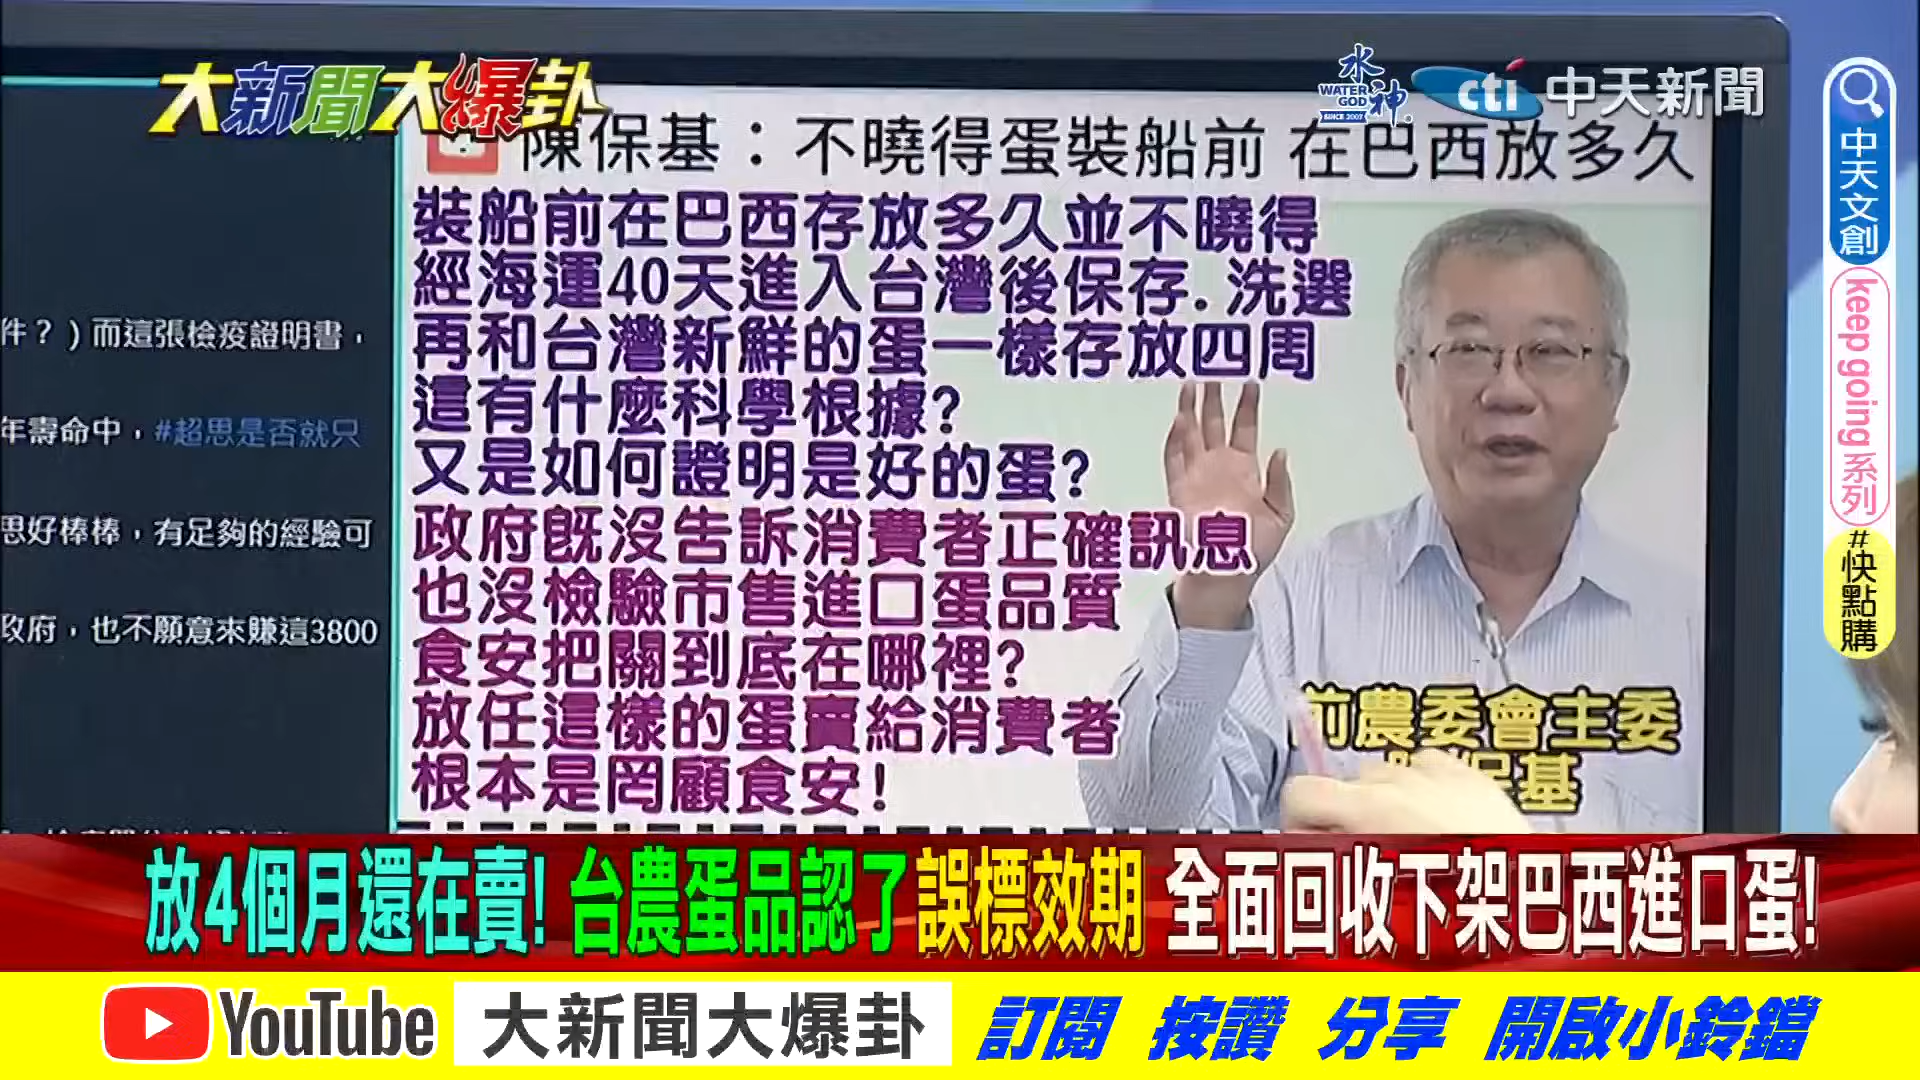 大新聞大爆卦
水神
WATER GOD
SINCE 2007
cti 中天新聞
中天文創
keep going 系列
#快點購
陳保基：不曉得蛋裝船前 在巴西放多久
裝船前在巴西存放多久並不曉得
經海運40天進入台灣後保存.洗選
再和台灣新鮮的蛋一樣存放四周
這有什麼科學根據?
又是如何證明是好的蛋?
政府既沒告訴消費者正確訊息
也沒檢驗市售進口蛋品質
食安把關到底在哪裡?
放任這樣的蛋賣給消費者
根本是罔顧食安!
前農委會主委
保基
件？）而這張檢疫證明書，
年壽命中，#超思是否就只
思好棒棒，有足夠的經驗可
政府，也不願意來賺這3800
放4個月還在賣! 台農蛋品認了誤標效期 全面回收下架巴西進口蛋!
YouTube 大新聞大爆卦 訂閱 按讚 分享 開啟小鈴鐺